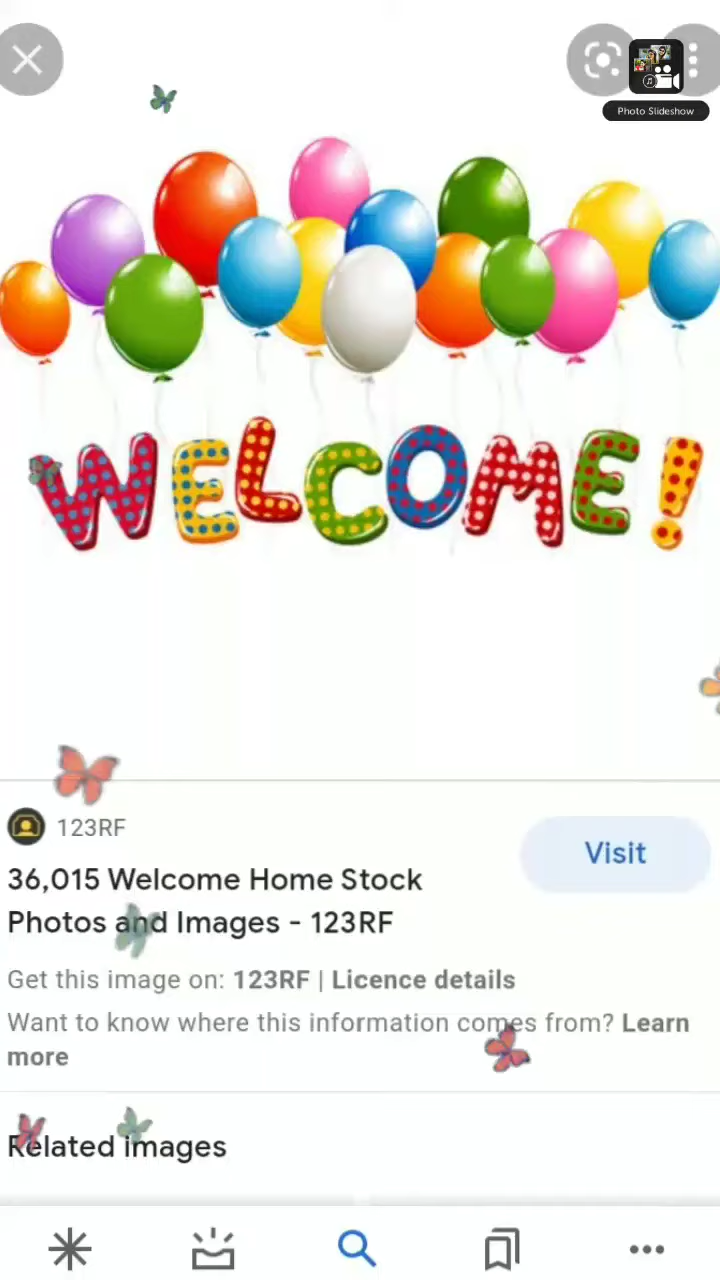 Photo Slideshow
WELCOME!
123RF
Visit
36,015 Welcome Home Stock
Photos and Images - 123RF
Get this image on: 123RF | Licence details
Want to know where this information comes from? Learn
more
Related images